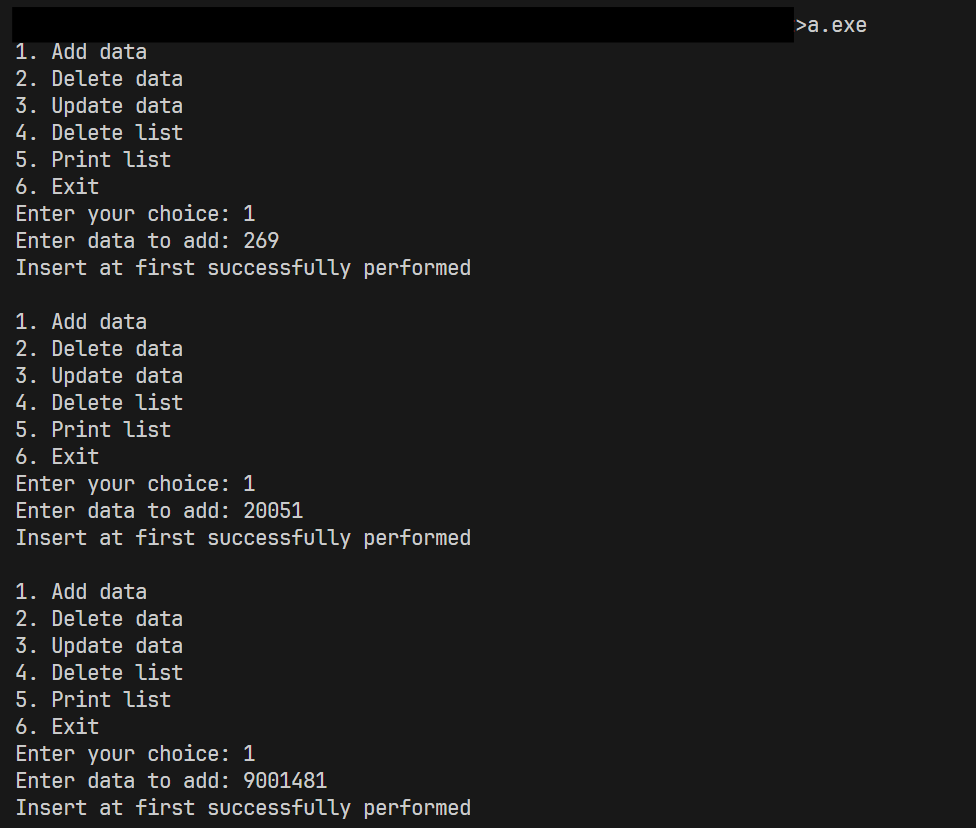 >a.exe
1. Add data
2. Delete data
3. Update data
4. Delete list
5. Print list
6. Exit
Enter your choice: 1
Enter data to add: 269
Insert at first successfully performed
1. Add data
2. Delete data
3. Update data
4. Delete list
5. Print list
6. Exit
Enter your choice: 1
Enter data to add: 20051
Insert at first successfully performed
1. Add data
2. Delete data
3. Update data
4. Delete list
5. Print list
6. Exit
Enter your choice: 1
Enter data to add: 9001481
Insert at first successfully performed